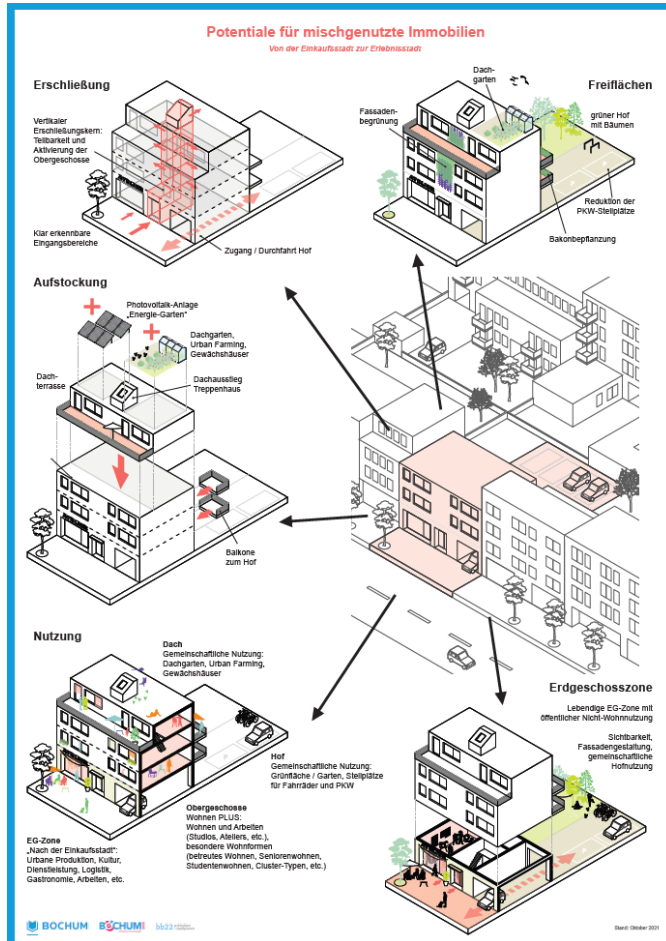 Potentiale für mischgenutzte Immobilien
Von der Einkaufsstadt zur Erlebnisstadt
Erschließung
Vertikaler
Erschließungskern:
Teilbarkeit und
Aktivierung der
Obergeschosse
Klar erkennbare
Eingangsbereiche
Zugang / Durchfahrt Hof
Freiflächen
Dach-
garten
Fassaden-
begrünung
grüner Hof
mit Bäumen
Reduktion der
PKW-Stellplätze
Bakonbepflanzung
Aufstockung
Photovoltaik-Anlage
„Energie-Garten“
Dachgarten,
Urban Farming,
Gewächshäuser
Dach-
terrasse
Dachausstieg
Treppenhaus
Balkone
zum Hof
Nutzung
Dach
Gemeinschaftliche Nutzung:
Dachgarten, Urban Farming,
Gewächshäuser
Hof
Gemeinschaftliche Nutzung:
Grünfläche / Garten, Stellplätze
für Fahrräder und PKW
Obergeschosse
Wohnen PLUS:
Wohnen und Arbeiten
(Studios, Ateliers, etc.),
besondere Wohnformen
(betreutes Wohnen, Seniorenwohnen,
Studentenwohnen, Cluster-Typen, etc.)
EG-Zone
„Nach der Einkaufsstadt“:
Urbane Produktion, Kultur,
Dienstleistung, Logistik,
Gastronomie, Arbeiten, etc.
Erdgeschosszone
Lebendige EG-Zone mit
öffentlicher Nicht-Wohnnutzung
Sichtbarkeit,
Fassadengestaltung,
gemeinschaftliche
Hofnutzung
BOCHUM
BOCHUM
Stand: Oktober 2021